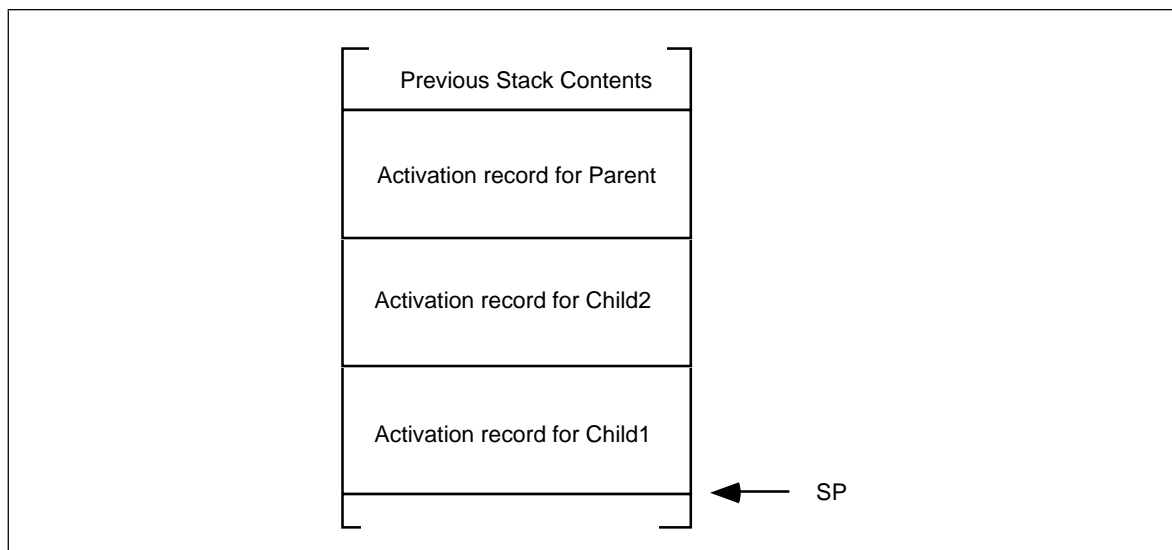 Previous Stack Contents
Activation record for Parent
Activation record for Child2
Activation record for Child1
SP